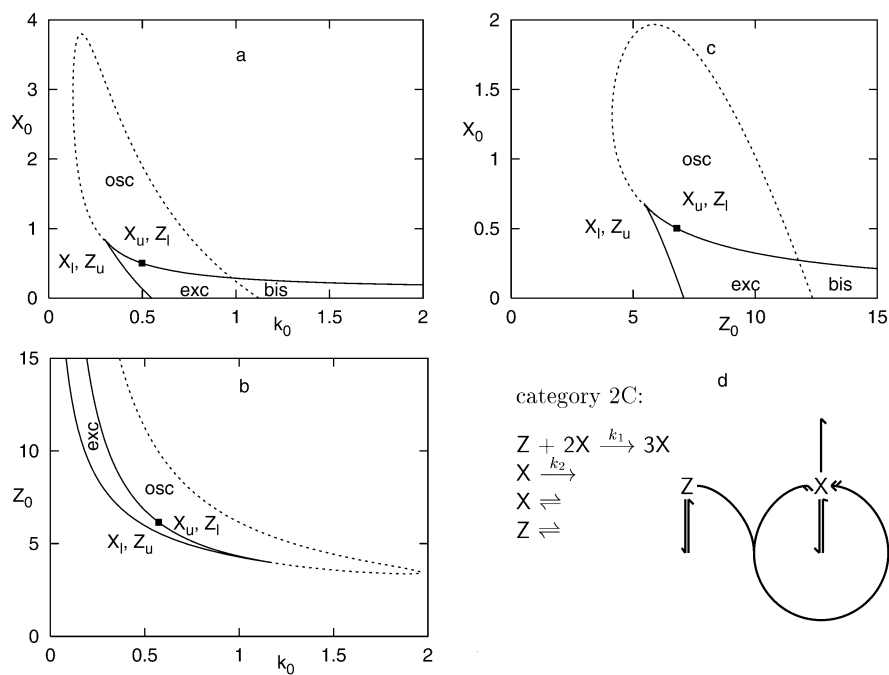 a
4
3
2
1
0
X0
osc
Xu, Zl
Xl, Zu
exc
bis
0
0.5
1
1.5
2
k0
c
2
1.5
1
0.5
0
X0
osc
Xu, Zl
Xl, Zu
exc
bis
0
5
10
15
Z0
b
15
10
5
0
Z0
exc
osc
Xu, Zl
Xl, Zu
0
0.5
1
1.5
2
k0
d
category 2C:
Z + 2X k1⟶ 3X
X k2⟶
X ⇌
Z ⇌
Z
X